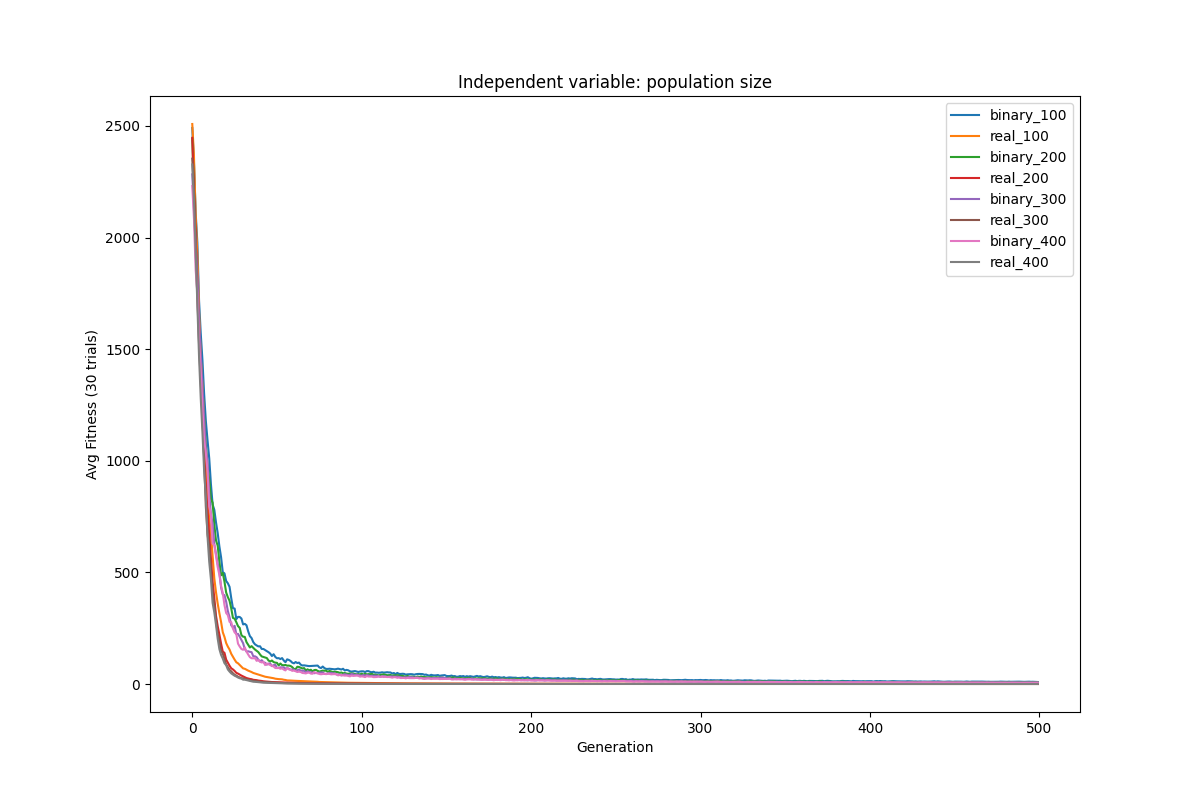 Independent variable: population size
2500
2000
1500
1000
500
0
Avg Fitness (30 trials)
binary_100
real_100
binary_200
real_200
binary_300
real_300
binary_400
real_400
0 100 200 300 400 500
Generation